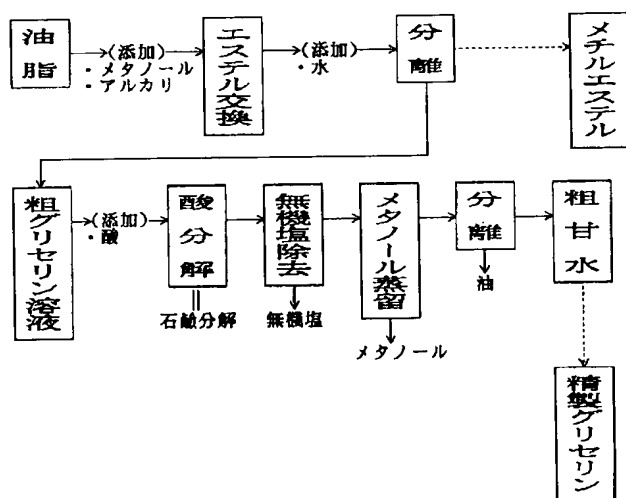 油脂
(添加)
・メタノール
・アルカリ
エステル交換
(添加)
・水
分離
メチルエステル
粗グリセリン溶液
(添加)
・酸
酸分解
石鹼分解
無機塩除去
無機塩
メタノール蒸留
メタノール
分離
油
粗甘水
精製グリセリン